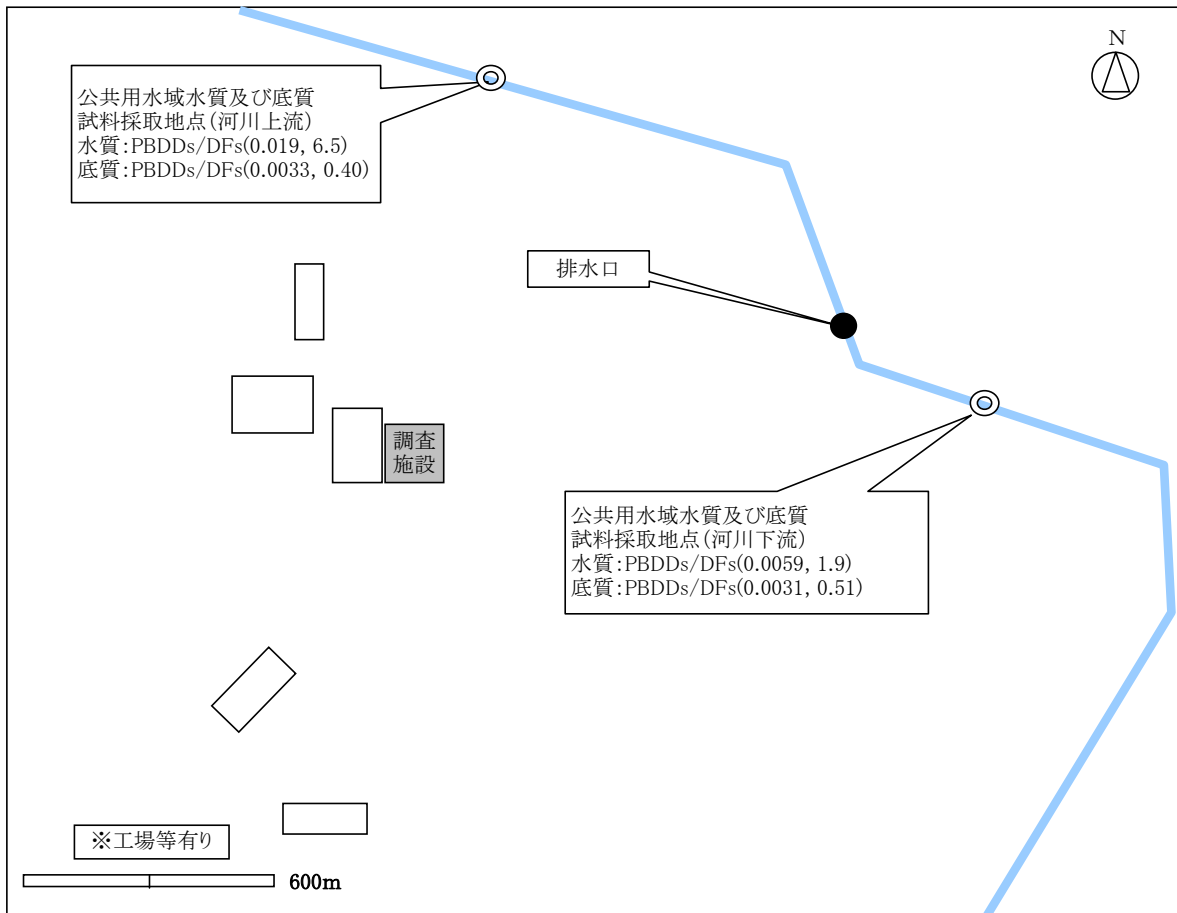 N
公共用水域水質及び底質
試料採取地点(河川上流)
水質:PBDDs/DFs(0.019, 6.5)
底質:PBDDs/DFs(0.0033, 0.40)
排水口
調査
施設
公共用水域水質及び底質
試料採取地点(河川下流)
水質:PBDDs/DFs(0.0059, 1.9)
底質:PBDDs/DFs(0.0031, 0.51)
※工場等有り
600m